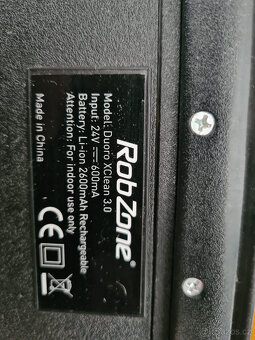 RobZone®
Model: Duoro XClean 3.0
Input: 24V ⎓ 600mA
Battery: Li-ion 2600mAh Rechargeable
Attention: For indoor use only
Made in China
CE